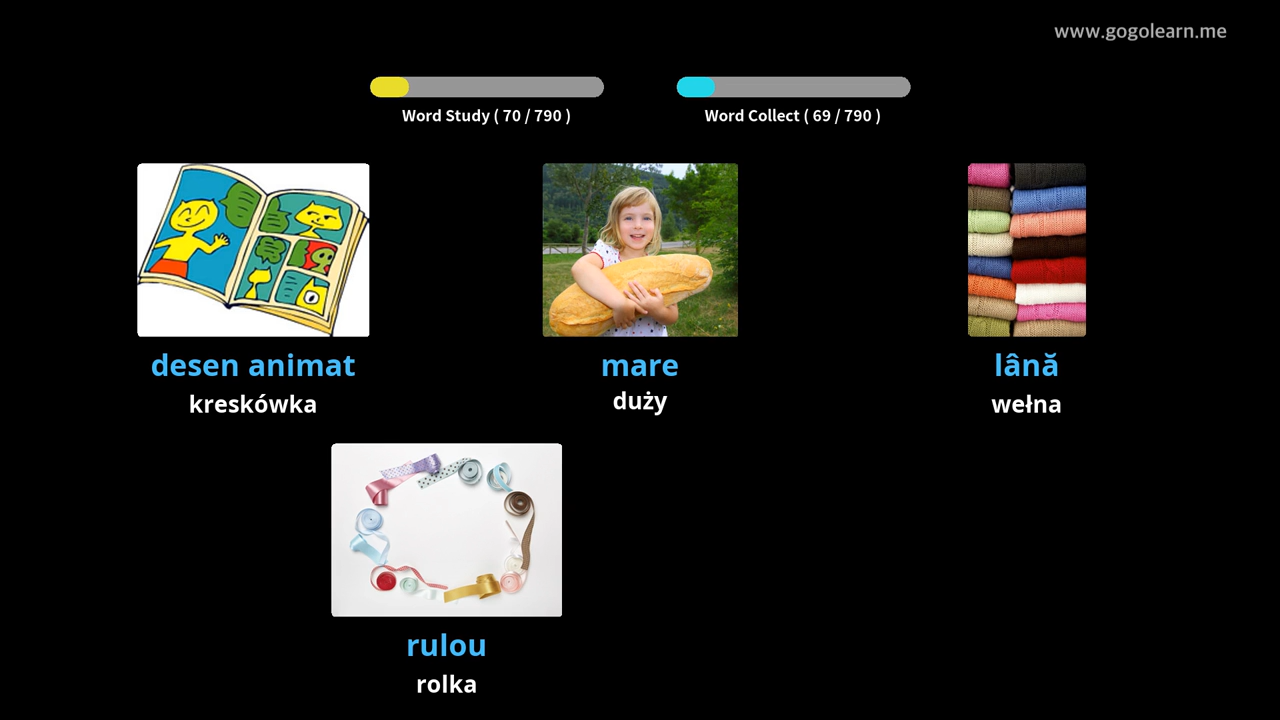 www.gogolearn.me
Word Study ( 70 / 790 )
Word Collect ( 69 / 790 )
desen animat
kreskówka
mare
duży
lână
wełna
rulou
rolka